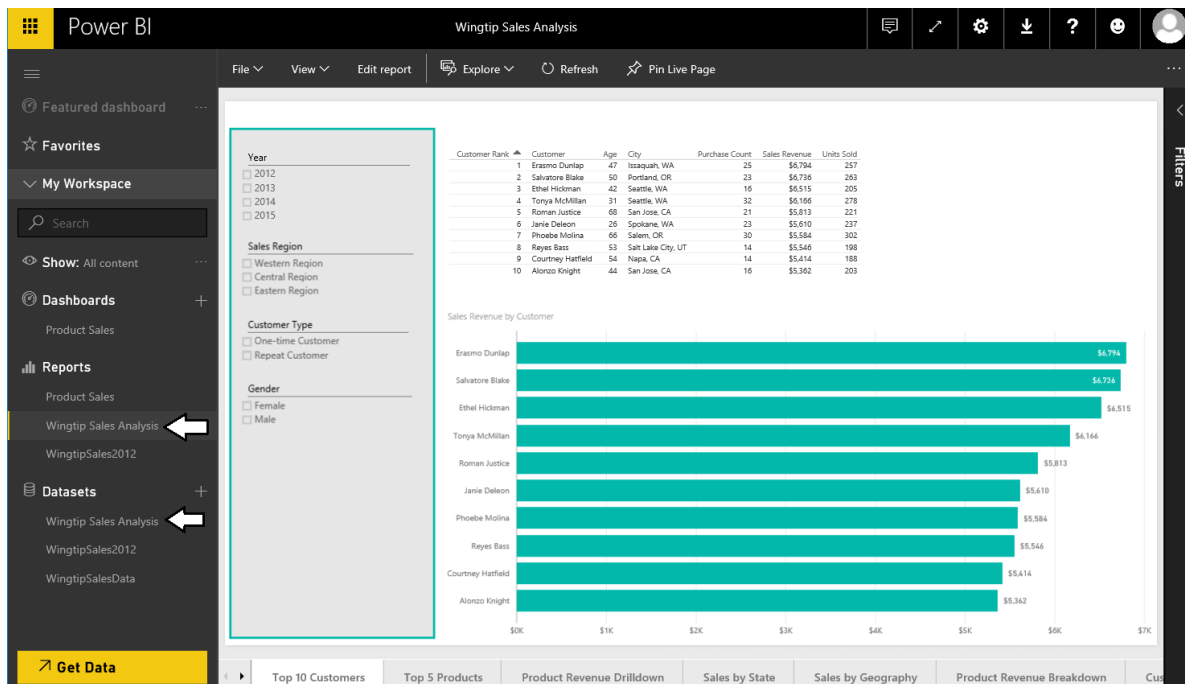 Power BI
Wingtip Sales Analysis
File View Edit report Explore Refresh Pin Live Page
Featured dashboard
Favorites
My Workspace
Search
Show: All content
Dashboards
Product Sales
Reports
Product Sales
Wingtip Sales Analysis
WingtipSales2012
Datasets
Wingtip Sales Analysis
WingtipSales2012
WingtipSalesData
Get Data
Year
2012
2013
2014
2015
Sales Region
Western Region
Central Region
Eastern Region
Customer Type
One-time Customer
Repeat Customer
Gender
Female
Male
Customer Rank Customer Age City Purchase Count Sales Revenue Units Sold
1 Erasmo Dunlap 47 Issaquah, WA 25 $6,794 257
2 Salvatore Blake 50 Portland, OR 23 $6,736 263
3 Ethel Hickman 42 Seattle, WA 16 $6,515 205
4 Tonya McMillan 31 Seattle, WA 32 $6,166 278
5 Roman Justice 68 San Jose, CA 21 $5,813 221
6 Janie Deleon 26 Spokane, WA 23 $5,610 237
7 Phoebe Molina 66 Salem, OR 30 $5,584 302
8 Reyes Bass 53 Salt Lake City, UT 14 $5,546 198
9 Courtney Hatfield 54 Napa, CA 14 $5,414 188
10 Alonzo Knight 44 San Jose, CA 16 $5,362 203
Sales Revenue by Customer
Erasmo Dunlap $6,794
Salvatore Blake $6,736
Ethel Hickman $6,515
Tonya McMillan $6,166
Roman Justice $5,813
Janie Deleon $5,610
Phoebe Molina $5,584
Reyes Bass $5,546
Courtney Hatfield $5,414
Alonzo Knight $5,362
$0K $1K $2K $3K $4K $5K $6K $7K
Filters
Top 10 Customers Top 5 Products Product Revenue Drilldown Sales by State Sales by Geography Product Revenue Breakdown Cus